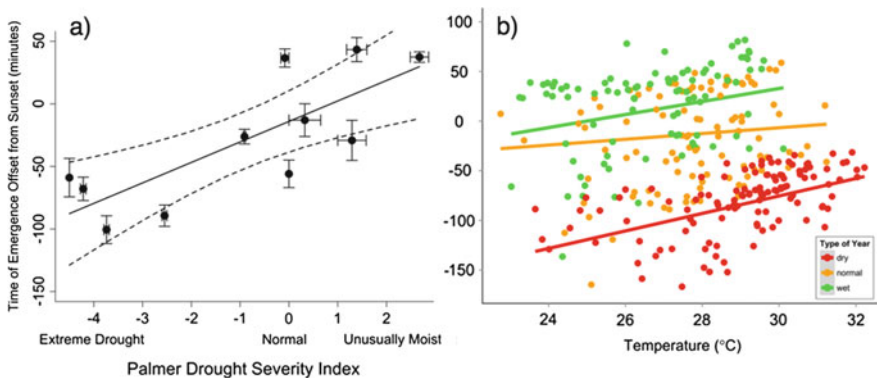 a)
Time of Emergence Offset from Sunset (minutes)
50
0
-50
-100
-150
-4
-3
-2
-1
0
1
2
Extreme Drought
Normal
Unusually Moist
Palmer Drought Severity Index
b)
100
50
0
-50
-100
-150
24
26
28
30
32
Temperature (°C)
Type of Year
dry
normal
wet